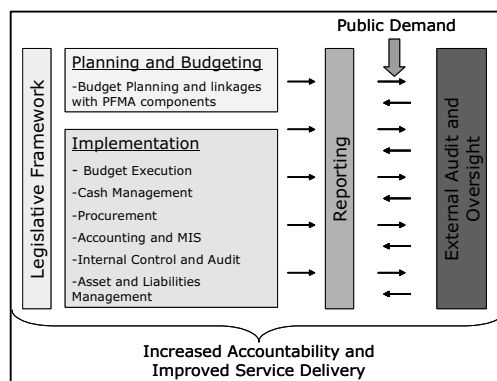 Public Demand
Legislative Framework
Planning and Budgeting
-Budget Planning and linkages
with PFMA components
Implementation
- Budget Execution
-Cash Management
-Procurement
-Accounting and MIS
-Internal Control and Audit
-Asset and Liabilities
Management
Reporting
External Audit and
Oversight
Increased Accountability and
Improved Service Delivery